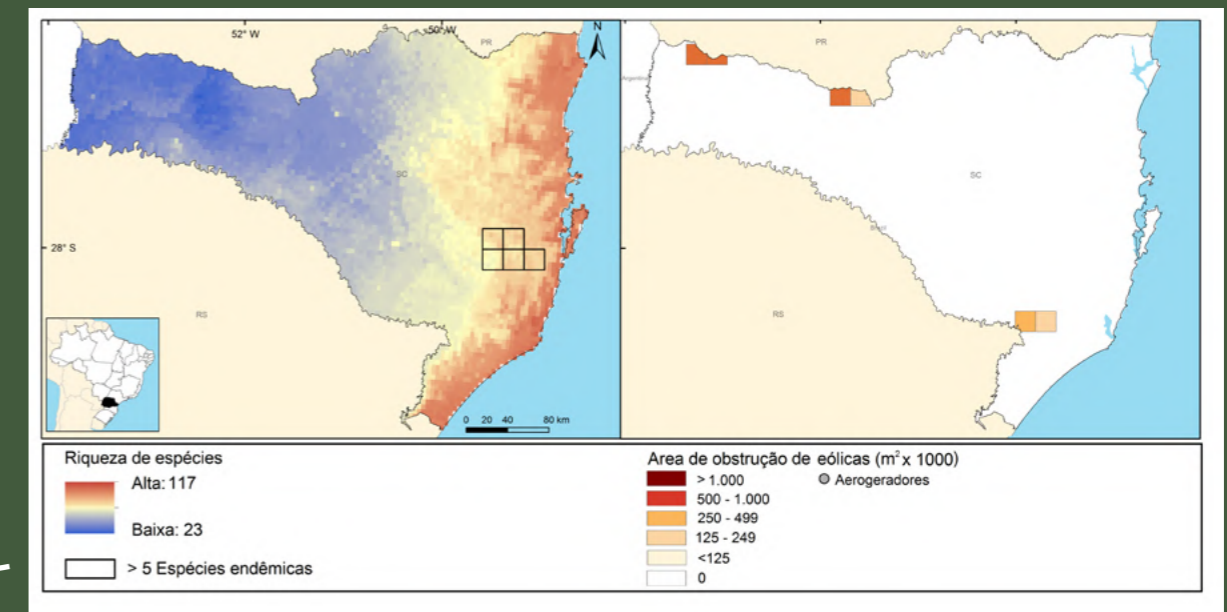 52° W
50° W
N
PR
SC
28° S
RS
0 20 40 80 km
PR
Argentina
SC
Brasil
RS
Riqueza de espécies
Alta: 117
Baixa: 23
> 5 Espécies endêmicas
Area de obstrução de eólicas (m² x 1000)
> 1.000
Aerogeradores
500 - 1.000
250 - 499
125 - 249
<125
0